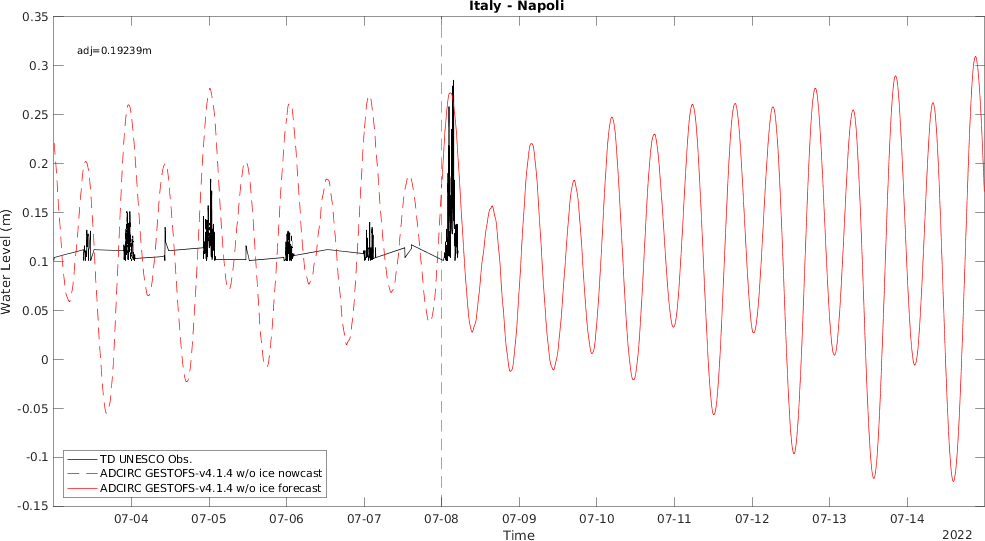 Italy - Napoli
0.35
0.3
0.25
0.2
0.15
0.1
0.05
0
-0.05
-0.1
-0.15
Water Level (m)
adj=0.19239m
TD UNESCO Obs.
ADCIRC GESTOFS-v4.1.4 w/o ice nowcast
ADCIRC GESTOFS-v4.1.4 w/o ice forecast
07-04 07-05 07-06 07-07 07-08 07-09 07-10 07-11 07-12 07-13 07-14
Time
2022